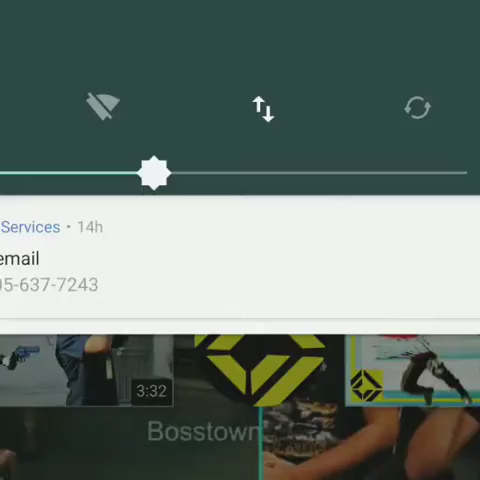 Services • 14h
email
05-637-7243
3:32
Bosstown